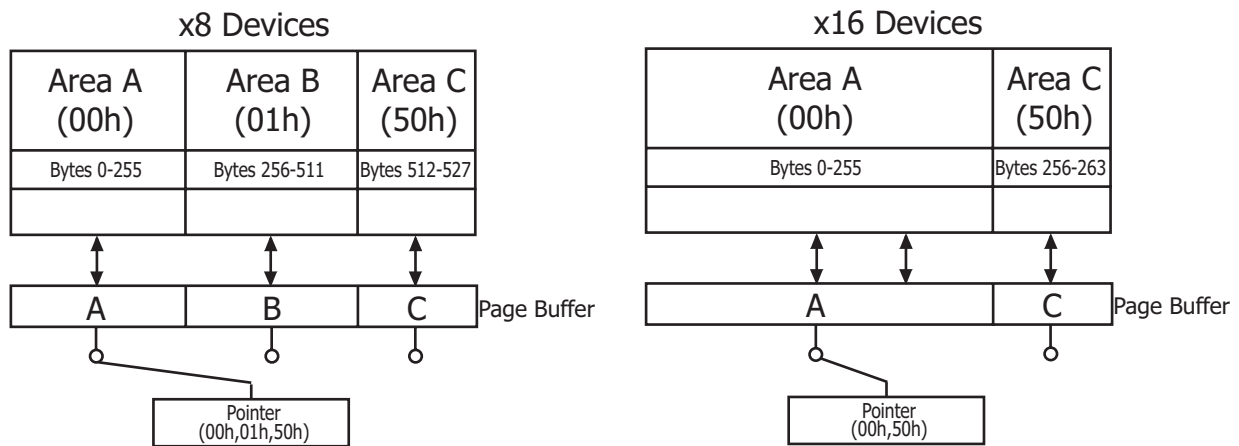 x8 Devices
Area A
(00h)
Area B
(01h)
Area C
(50h)
Bytes 0-255
Bytes 256-511
Bytes 512-527
A
B
C
Page Buffer
Pointer
(00h,01h,50h)
x16 Devices
Area A
(00h)
Area C
(50h)
Bytes 0-255
Bytes 256-263
A
C
Page Buffer
Pointer
(00h,50h)